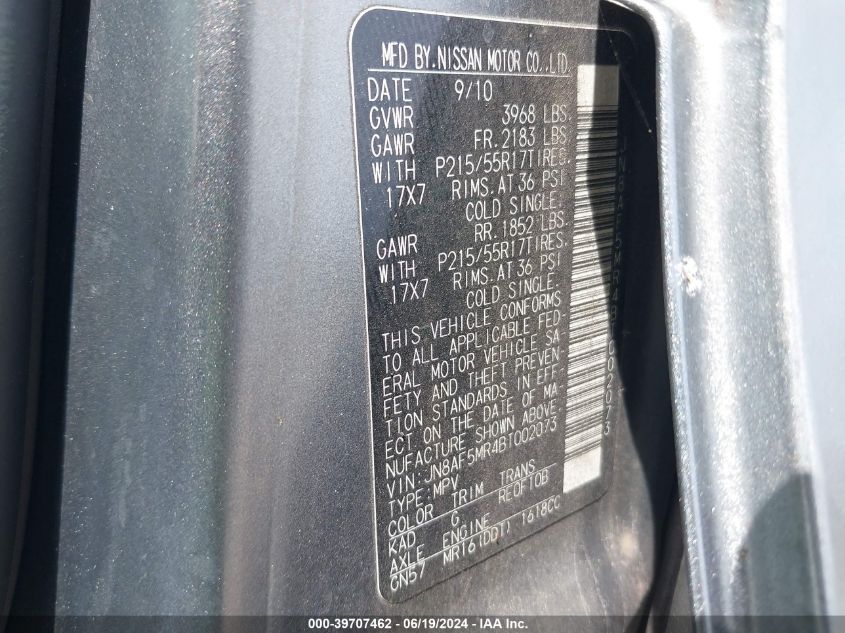 MFD BY.NISSAN MOTOR CO.,LTD.
DATE 9/10
GVWR 3968 LBS
GAWR FR.2183 LBS
WITH P215/55R17TIRES.
17X7 RIMS.AT 36 PSI
COLD SINGLE.
GAWR RR.1852 LBS.
WITH P215/55R17TIRES.
17X7 RIMS.AT 36 PSI
COLD SINGLE.
THIS VEHICLE CONFORMS
TO ALL APPLICABLE FED-
ERAL MOTOR VEHICLE SA
FETY AND THEFT PREVEN-
TION STANDARDS IN EFF-
ECT ON THE DATE OF MA-
NUFACTURE SHOWN ABOVE.
VIN:JN8AF5MR4BT002073
TYPE:MPV
COLOR TRIM TRANS
KAD G REOF10B
AXLE ENGINE
GN57 MR16(DDT) 1618CC
000-39707462 - 06/19/2024 - IAA Inc.